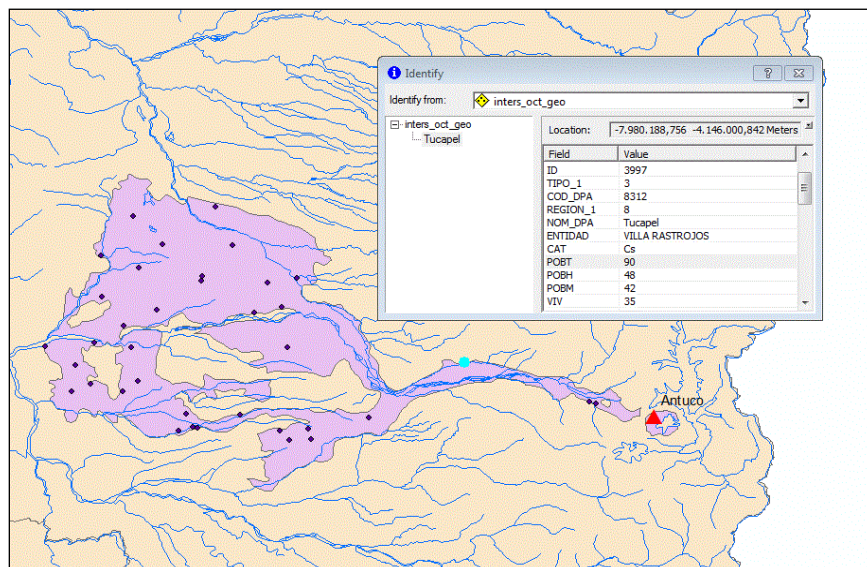 Identify
Identify from: inters_oct_geo
inters_oct_geo
Tucapel
Location: -7.980.188,756 -4.146.000,842 Meters
Field Value
ID 3997
TIPO_1 3
COD_DPA 8312
REGION_1 8
NOM_DPA Tucapel
ENTIDAD VILLA RASTROJOS
CAT Cs
POBT 90
POBH 48
POBM 42
VIV 35
Antuco